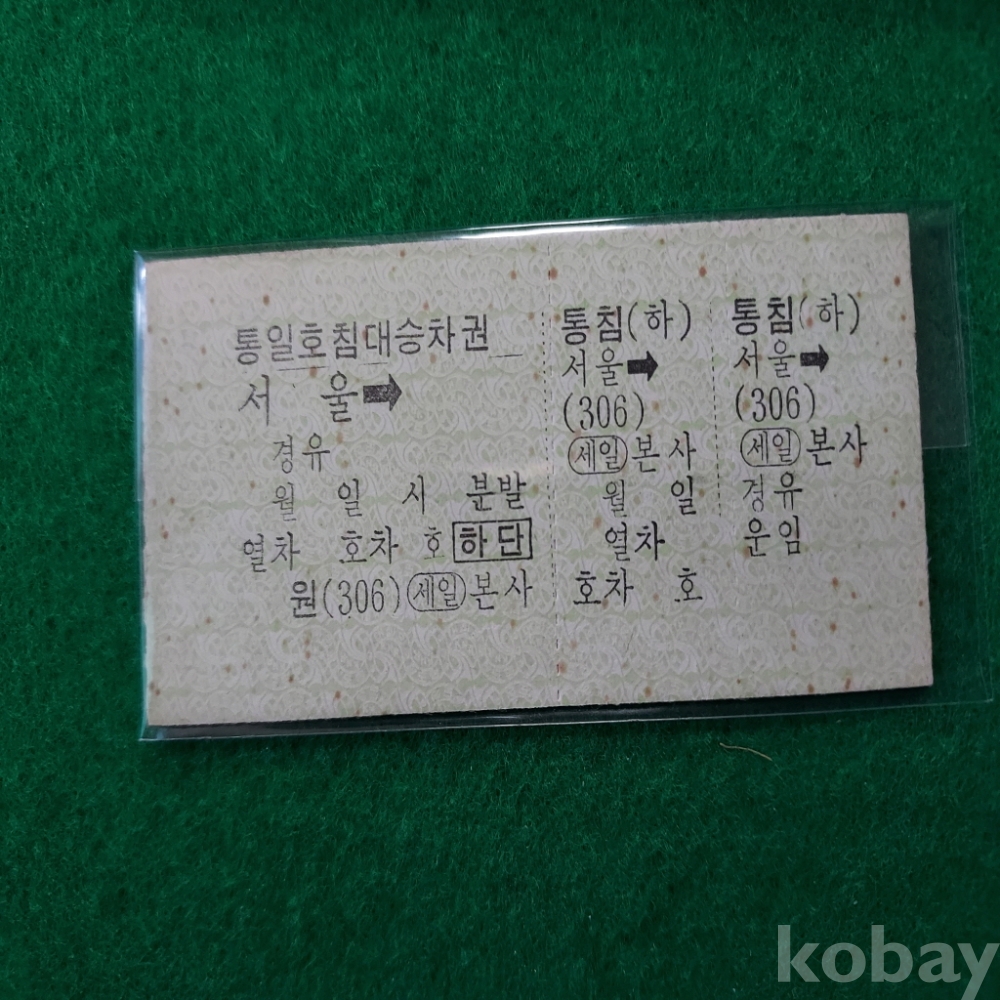 통일호침대승차권
서 울➡
경유
월 일 시 분발
열차 호차 호 하단
원(306) 세일 본사
통침(하)
서울➡
(306)
세일 본사
월 일
열차
호차 호
통침(하)
서울➡
(306)
세일 본사
경유
운임
kobay